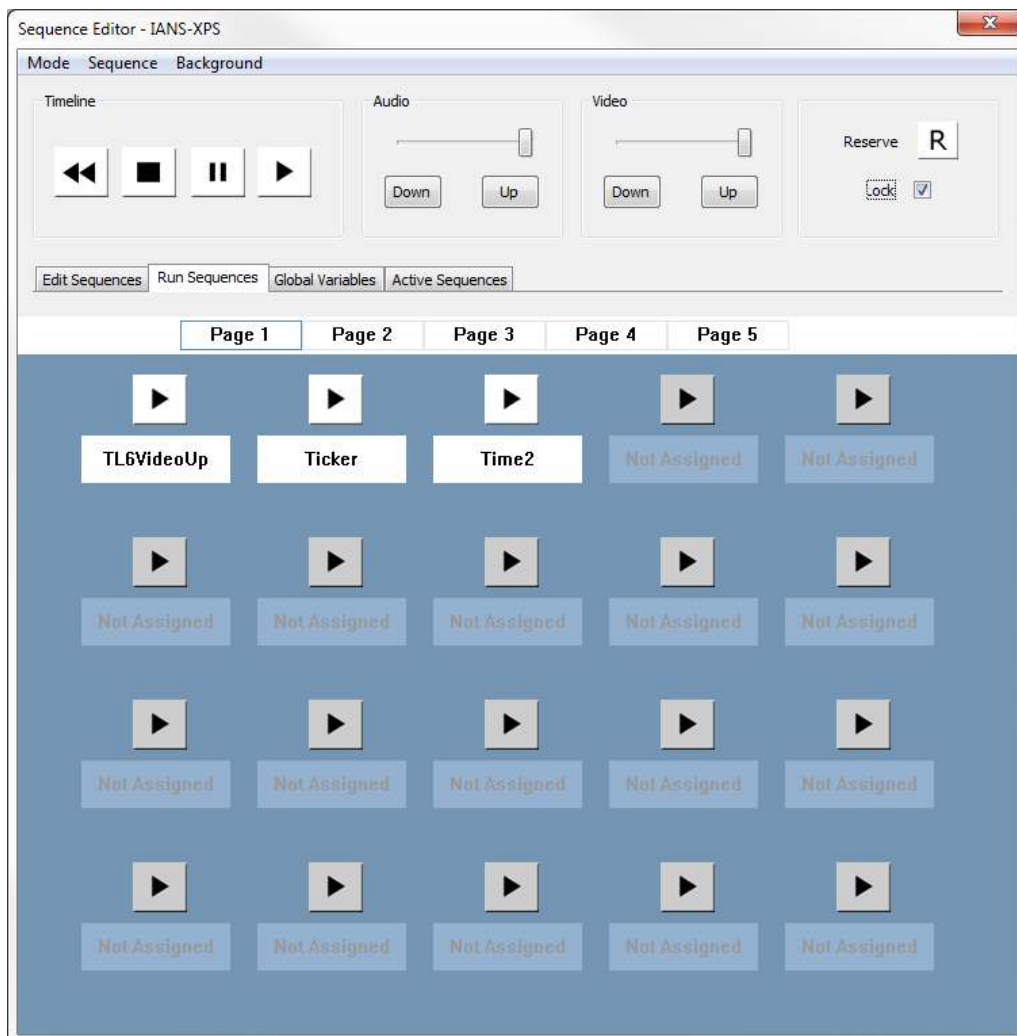 Sequence Editor - IANS-XPS
Mode Sequence Background
Timeline Audio Video
Reserve R
Down Up Down Up Lock
Edit Sequences Run Sequences Global Variables Active Sequences
Page 1 Page 2 Page 3 Page 4 Page 5
TL6VideoUp Ticker Time2 Not Assigned Not Assigned
Not Assigned Not Assigned Not Assigned Not Assigned Not Assigned
Not Assigned Not Assigned Not Assigned Not Assigned Not Assigned
Not Assigned Not Assigned Not Assigned Not Assigned Not Assigned